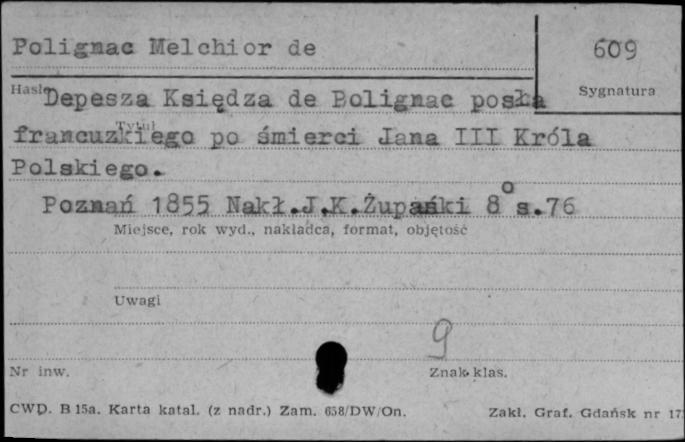 Polignac Melchior de
609
Hasło
Sygnatura
Depesza Księdza de Polignac posła
Tytuł
francuzkiego po śmierci Jana III Króla
Polskiego.
Poznań 1855 Nakł.J.K.Żupański 8° s.76
Miejsce, rok wyd., nakładca, format, objętość
Uwagi
9
Nr inw.
Znak klas.
CWD. B 15a. Karta katal. (z nadr.) Zam. 658/DW/On.
Zakł. Graf. Gdańsk nr 17